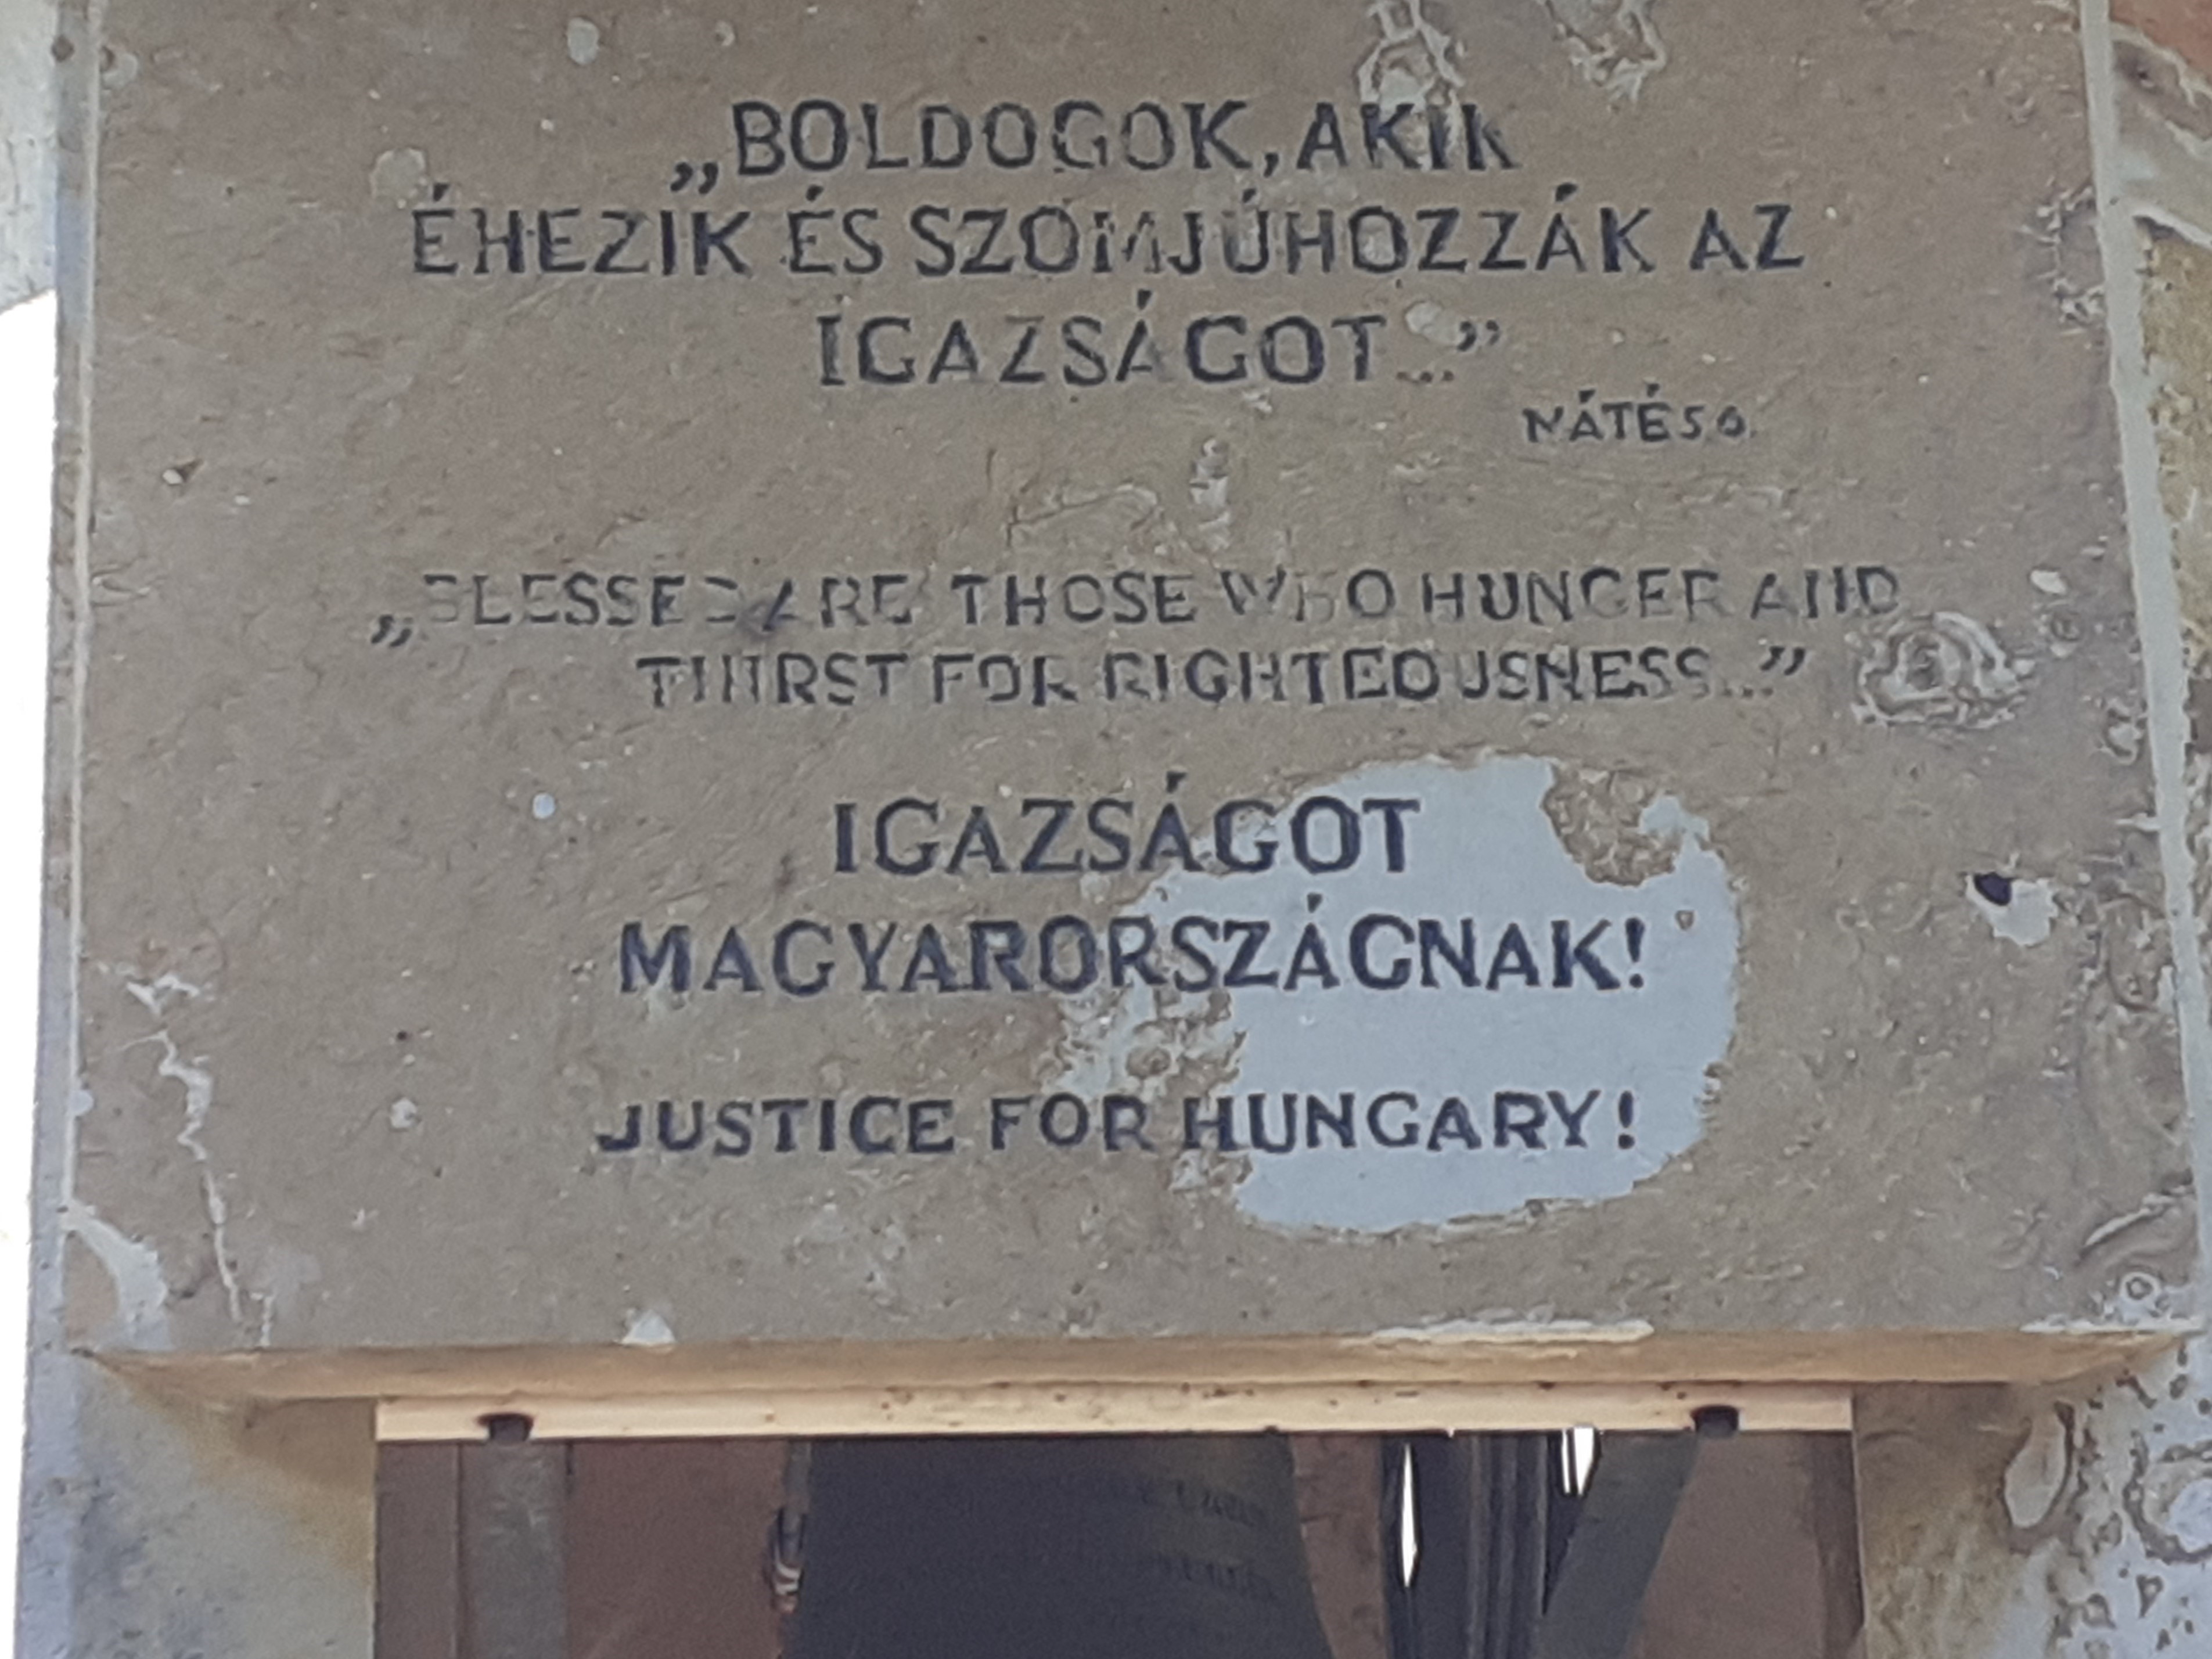 „BOLDOGOK, AKIK
ÉHEZIK ÉS SZOMJÚHOZZÁK AZ
IGAZSÁGOT...”
MÁTÉ 5 6.
„BLESSED ARE THOSE WHO HUNGER AND
THIRST FOR RIGHTEOUSNESS...”
IGAZSÁGOT
MAGYARORSZÁGNAK!
JUSTICE FOR HUNGARY!